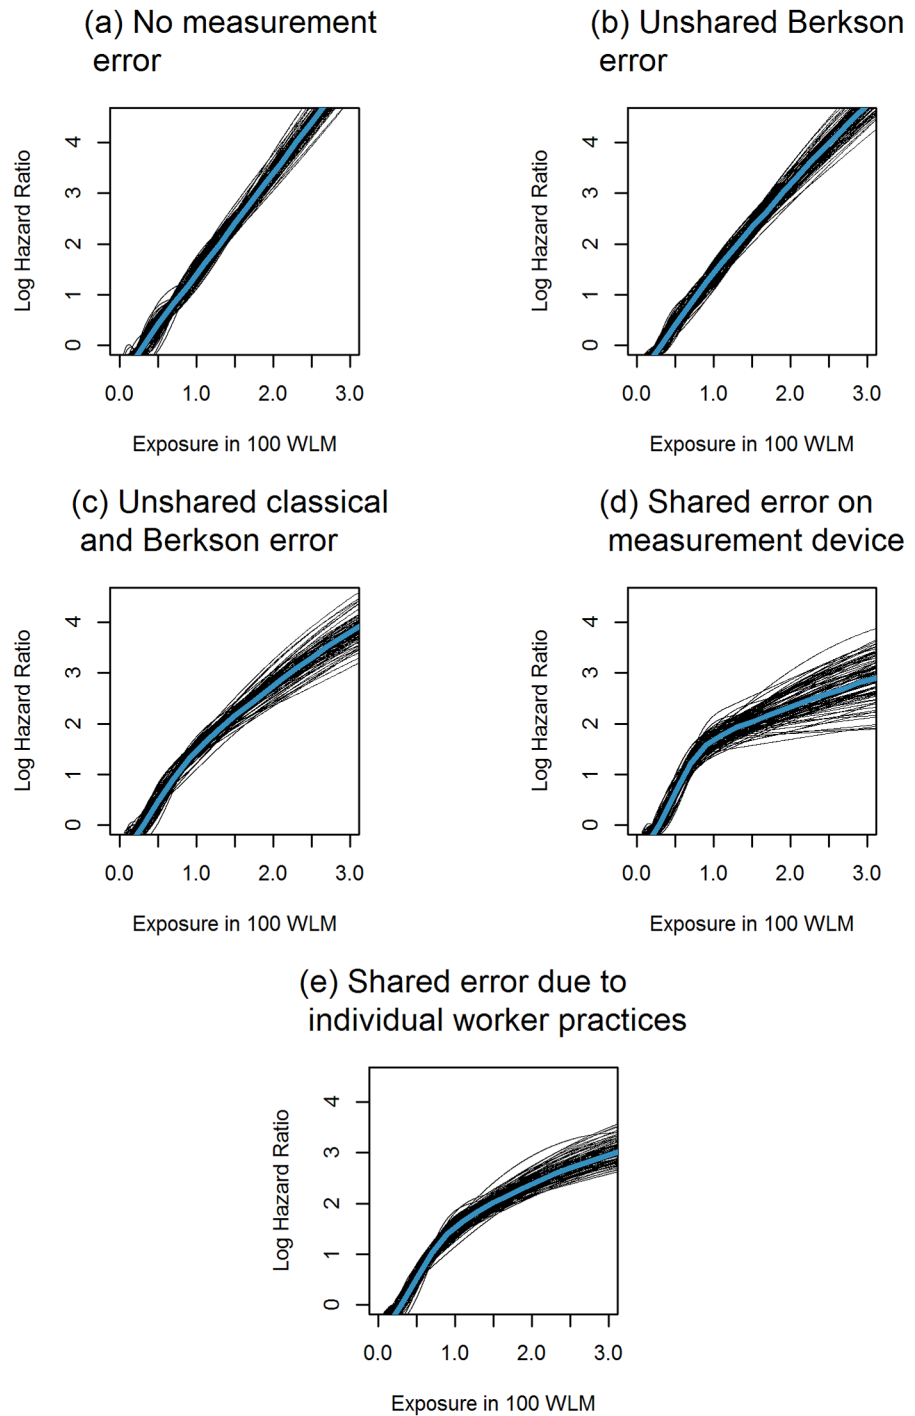 (a) No measurement
error
(b) Unshared Berkson
error
Log Hazard Ratio
0
1
2
3
4
0.0
1.0
2.0
3.0
Exposure in 100 WLM
Log Hazard Ratio
0
1
2
3
4
0.0
1.0
2.0
3.0
Exposure in 100 WLM
(c) Unshared classical
and Berkson error
(d) Shared error on
measurement device
Log Hazard Ratio
0
1
2
3
4
0.0
1.0
2.0
3.0
Exposure in 100 WLM
Log Hazard Ratio
0
1
2
3
4
0.0
1.0
2.0
3.0
Exposure in 100 WLM
(e) Shared error due to
individual worker practices
Log Hazard Ratio
0
1
2
3
4
0.0
1.0
2.0
3.0
Exposure in 100 WLM